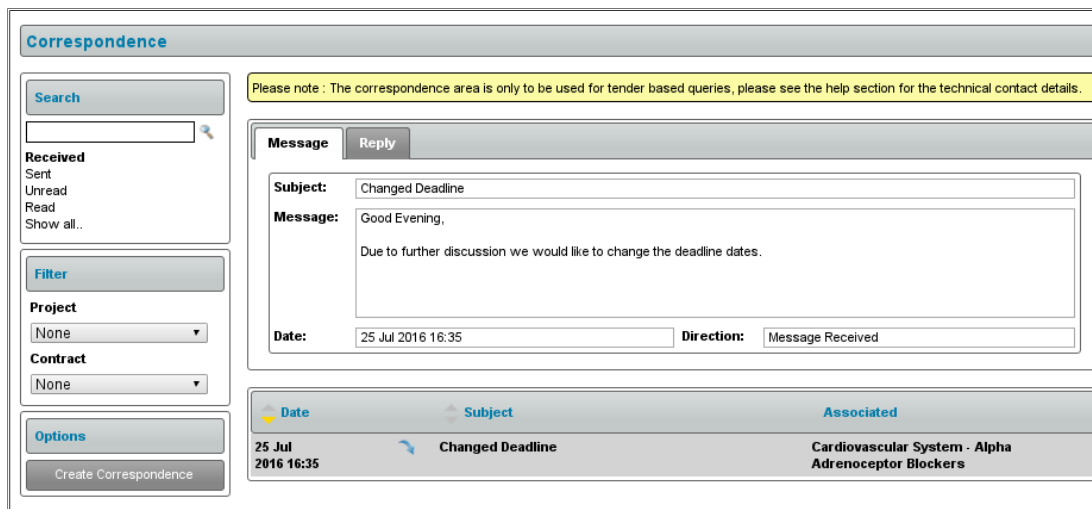 Correspondence
Search
Received
Sent
Unread
Read
Show all..
Filter
Project
None
Contract
None
Options
Create Correspondence
Please note : The correspondence area is only to be used for tender based queries, please see the help section for the technical contact details.
Message Reply
Subject: Changed Deadline
Message: Good Evening,
Due to further discussion we would like to change the deadline dates.
Date: 25 Jul 2016 16:35 Direction: Message Received
Date Subject Associated
25 Jul Changed Deadline Cardiovascular System - Alpha
2016 16:35 Adrenoceptor Blockers